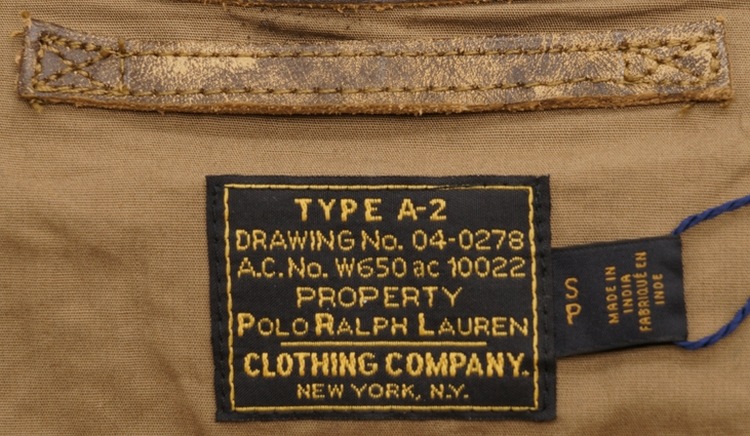 TYPE A-2
DRAWING No. 04-0278
A.C. No. W650 ac 10022
PROPERTY
POLO RALPH LAUREN
CLOTHING COMPANY.
NEW YORK, N.Y.
S P
MADE IN
INDIA
FABRIQUÉ EN
INDE